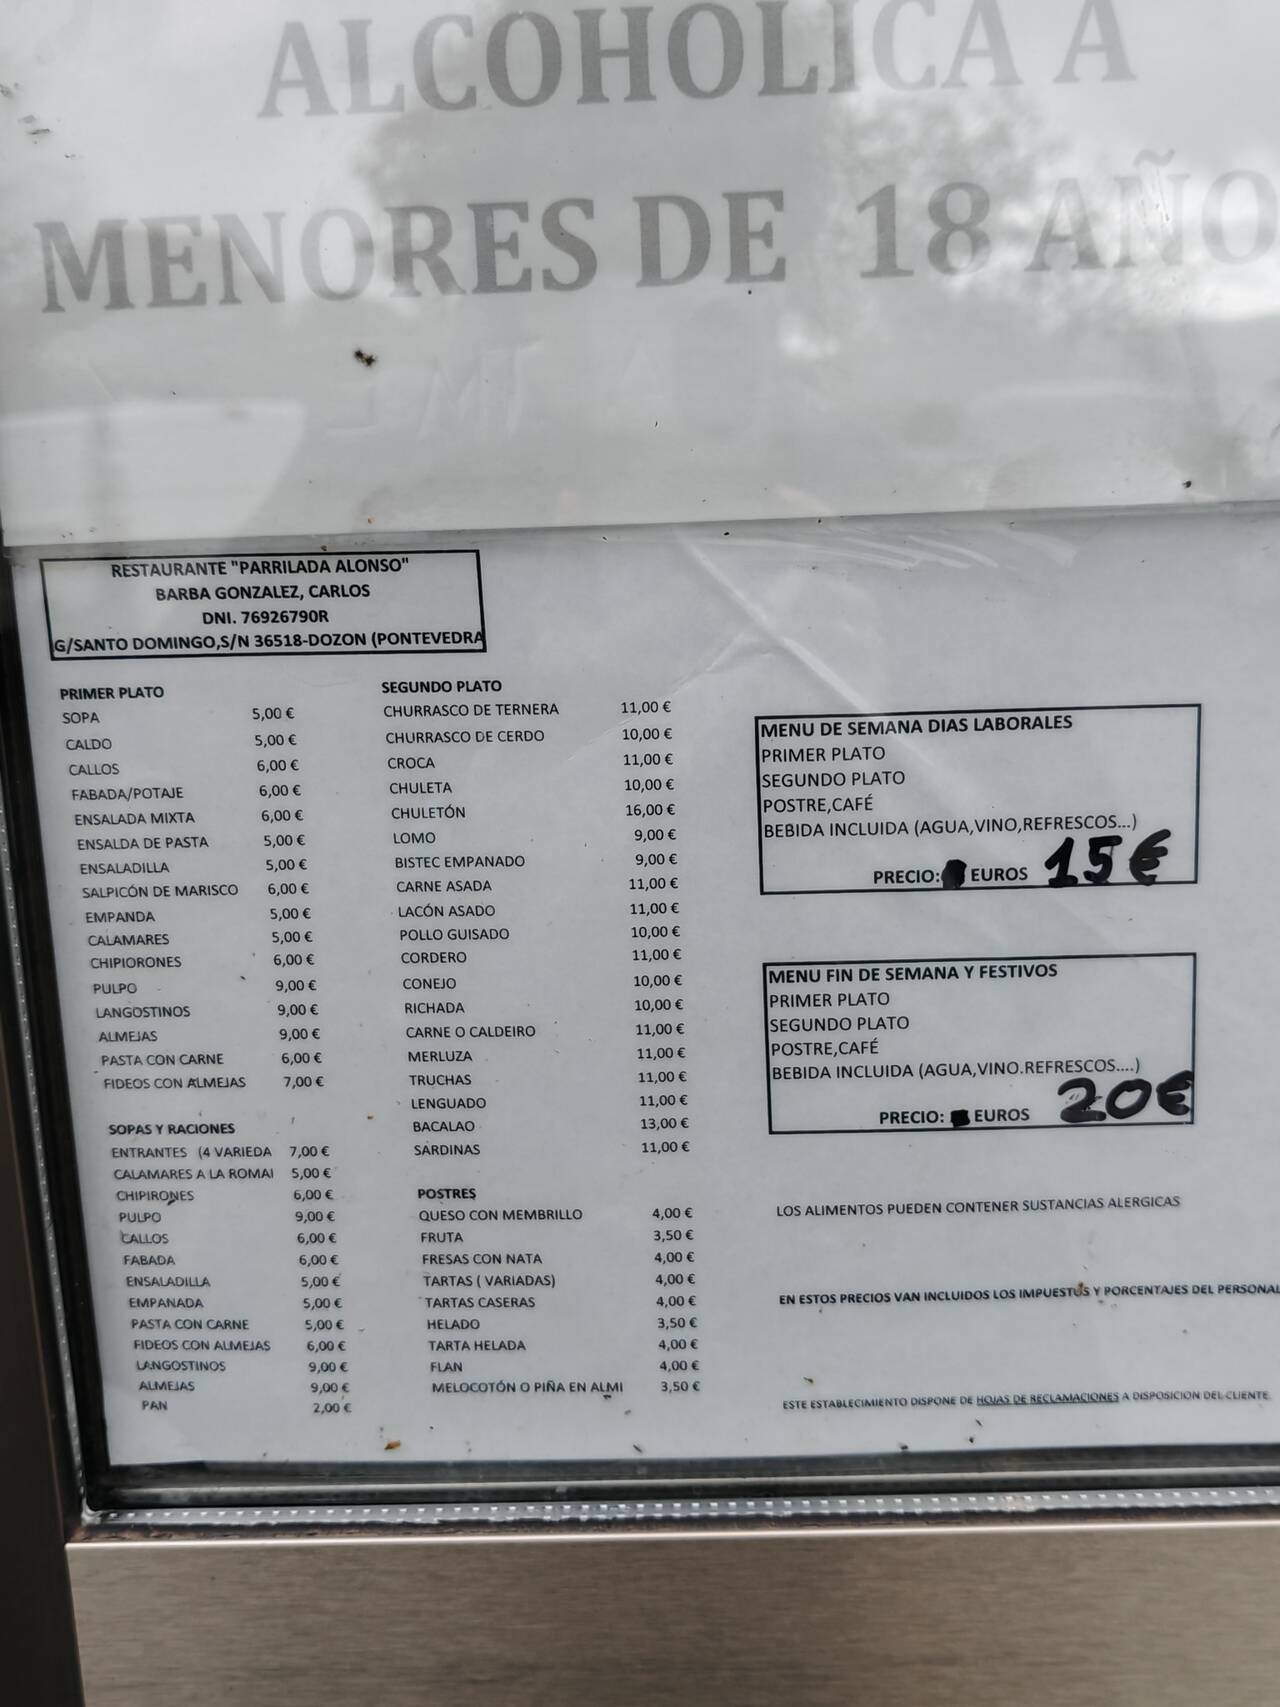 ALCOHOLICA A
MENORES DE 18 AÑO
RESTAURANTE "PARRILADA ALONSO"
BARBA GONZALEZ, CARLOS
DNI. 76926790R
G/SANTO DOMINGO,S/N 36518-DOZON (PONTEVEDRA
PRIMER PLATO
SOPA 5,00 €
CALDO 5,00 €
CALLOS 6,00 €
FABADA/POTAJE 6,00 €
ENSALADA MIXTA 6,00 €
ENSALDA DE PASTA 5,00 €
ENSALADILLA 5,00 €
SALPICÓN DE MARISCO 6,00 €
EMPANDA 5,00 €
CALAMARES 5,00 €
CHIPIORONES 6,00 €
PULPO 9,00 €
LANGOSTINOS 9,00 €
ALMEJAS 9,00 €
PASTA CON CARNE 6,00 €
FIDEOS CON ALMEJAS 7,00 €
SOPAS Y RACIONES
ENTRANTES (4 VARIEDA 7,00 €
CALAMARES A LA ROMAI 5,00 €
CHIPIRONES 6,00 €
PULPO 9,00 €
CALLOS 6,00 €
FABADA 6,00 €
ENSALADILLA 5,00 €
EMPANADA 5,00 €
PASTA CON CARNE 5,00 €
FIDEOS CON ALMEJAS 6,00 €
LANGOSTINOS 9,00 €
ALMEJAS 9,00 €
PAN 2,00 €
SEGUNDO PLATO
CHURRASCO DE TERNERA 11,00 €
CHURRASCO DE CERDO 10,00 €
CROCA 11,00 €
CHULETA 10,00 €
CHULETÓN 16,00 €
LOMO 9,00 €
BISTEC EMPANADO 9,00 €
CARNE ASADA 11,00 €
LACÓN ASADO 11,00 €
POLLO GUISADO 10,00 €
CORDERO 11,00 €
CONEJO 10,00 €
RICHADA 10,00 €
CARNE O CALDEIRO 11,00 €
MERLUZA 11,00 €
TRUCHAS 11,00 €
LENGUADO 11,00 €
BACALAO 13,00 €
SARDINAS 11,00 €
POSTRES
QUESO CON MEMBRILLO 4,00 €
FRUTA 3,50 €
FRESAS CON NATA 4,00 €
TARTAS ( VARIADAS) 4,00 €
TARTAS CASERAS 4,00 €
HELADO 3,50 €
TARTA HELADA 4,00 €
FLAN 4,00 €
MELOCOTÓN O PIÑA EN ALMI 3,50 €
MENU DE SEMANA DIAS LABORALES
PRIMER PLATO
SEGUNDO PLATO
POSTRE,CAFÉ
BEBIDA INCLUIDA (AGUA,VINO,REFRESCOS...)
PRECIO: EUROS 15€
MENU FIN DE SEMANA Y FESTIVOS
PRIMER PLATO
SEGUNDO PLATO
POSTRE,CAFÉ
BEBIDA INCLUIDA (AGUA,VINO.REFRESCOS....)
PRECIO: EUROS 20€
LOS ALIMENTOS PUEDEN CONTENER SUSTANCIAS ALERGICAS
EN ESTOS PRECIOS VAN INCLUIDOS LOS IMPUESTOS Y PORCENTAJES DEL PERSONAL
ESTE ESTABLECIMIENTO DISPONE DE HOJAS DE RECLAMACIONES A DISPOSICION DEL CLIENTE.